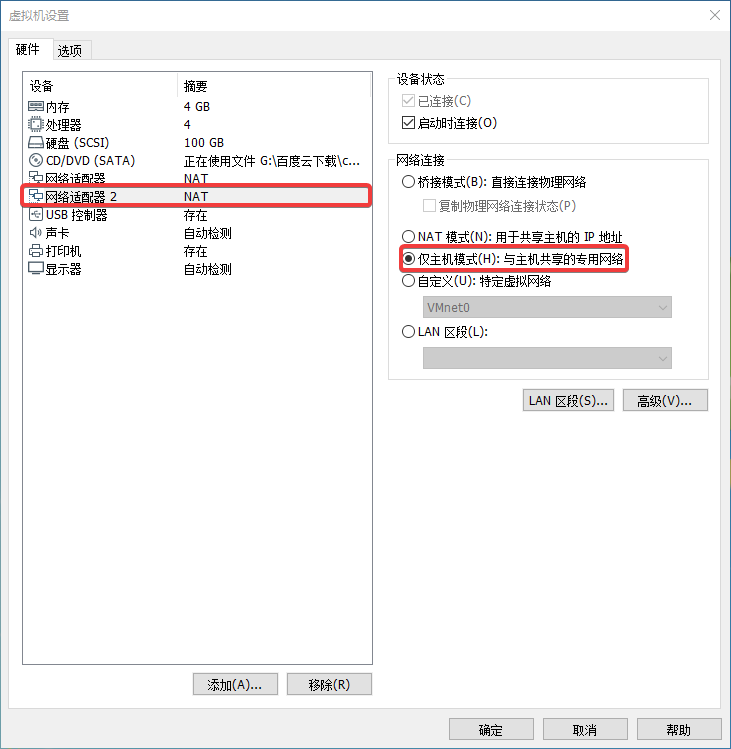 虚拟机设置
硬件 选项
设备 摘要
内存 4 GB
处理器 4
硬盘 (SCSI) 100 GB
CD/DVD (SATA) 正在使用文件 G:\百度云下载\c...
网络适配器 NAT
网络适配器 2 NAT
USB 控制器 存在
声卡 自动检测
打印机 存在
显示器 自动检测
添加(A)... 移除(R)
设备状态
已连接(C)
启动时连接(O)
网络连接
桥接模式(B): 直接连接物理网络
复制物理网络连接状态(P)
NAT 模式(N): 用于共享主机的 IP 地址
仅主机模式(H): 与主机共享的专用网络
自定义(U): 特定虚拟网络
VMnet0
LAN 区段(L):
LAN 区段(S)... 高级(V)...
确定 取消 帮助